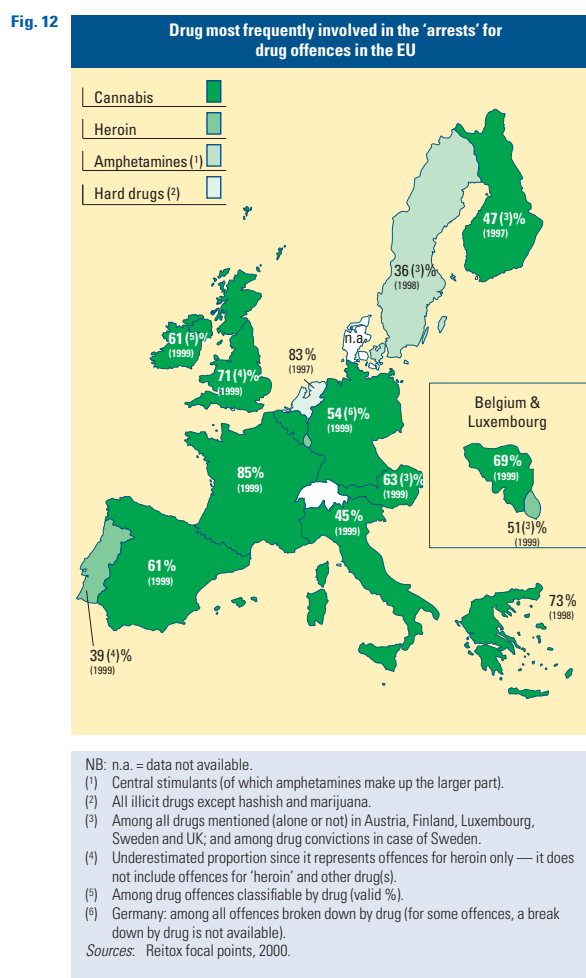 Fig. 12
Drug most frequently involved in the ‘arrests’ for
drug offences in the EU
Cannabis
Heroin
Amphetamines (¹)
Hard drugs (²)
47 (³)%
(1997)
36 (³)%
(1998)
61 (⁵)%
(1999)
n.a.
71 (⁴)%
(1999)
83 %
(1997)
54 (⁶)%
(1999)
Belgium &
Luxembourg
69%
(1999)
51(³)%
(1999)
85%
(1999)
63 (³)%
(1999)
45 %
(1999)
61 %
(1999)
73 %
(1998)
39 (⁴)%
(1999)
NB: n.a. = data not available.
(¹) Central stimulants (of which amphetamines make up the larger part).
(²) All illicit drugs except hashish and marijuana.
(³) Among all drugs mentioned (alone or not) in Austria, Finland, Luxembourg,
Sweden and UK; and among drug convictions in case of Sweden.
(⁴) Underestimated proportion since it represents offences for heroin only — it does
not include offences for ‘heroin’ and other drug(s).
(⁵) Among drug offences classifiable by drug (valid %).
(⁶) Germany: among all offences broken down by drug (for some offences, a break
down by drug is not available).
Sources: Reitox focal points, 2000.